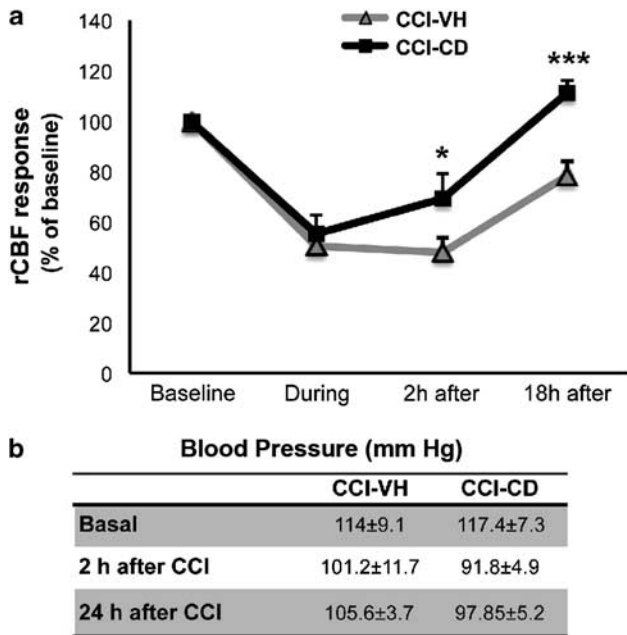 a
CCI-VH
CCI-CD
rCBF response
(% of baseline)
140
120
100
80
60
40
20
0
*
***
Baseline During 2h after 18h after
b Blood Pressure (mm Hg)
CCI-VH CCI-CD
Basal 114±9.1 117.4±7.3
2 h after CCI 101.2±11.7 91.8±4.9
24 h after CCI 105.6±3.7 97.85±5.2